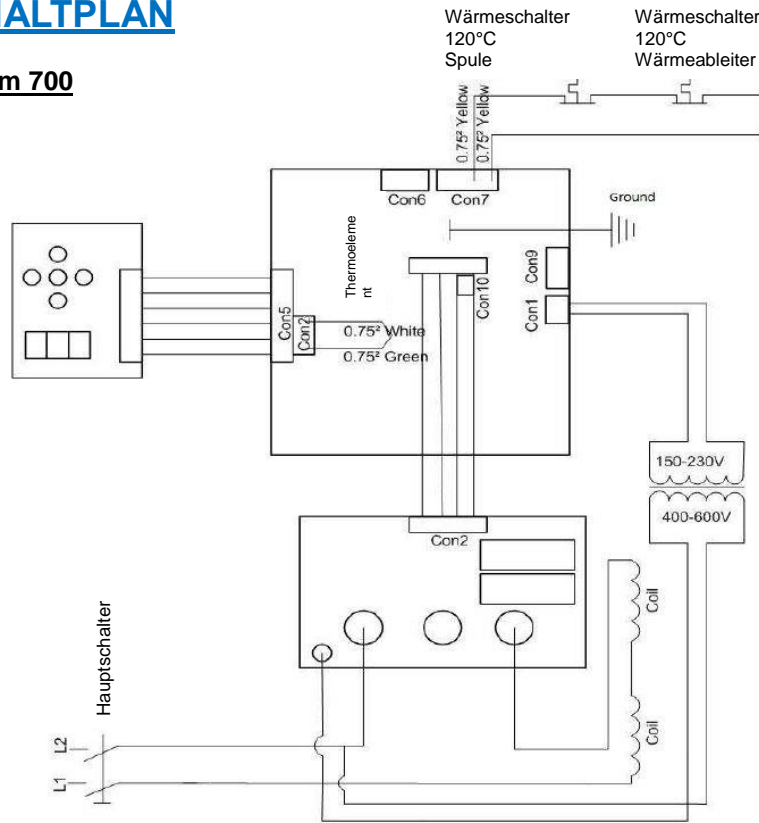 HALTPLAN
m 700
Wärmeschalter
120°C
Spule
Wärmeschalter
120°C
Wärmeableiter
0.75² Yellow
0.75² Yellow
Con6
Con7
Ground
Thermoeleme
nt
Con9
Con10
Con1
Con5
Con2
0.75² White
0.75² Green
150-230V
400-600V
Con2
Coil
Coil
Hauptschalter
L2
L1